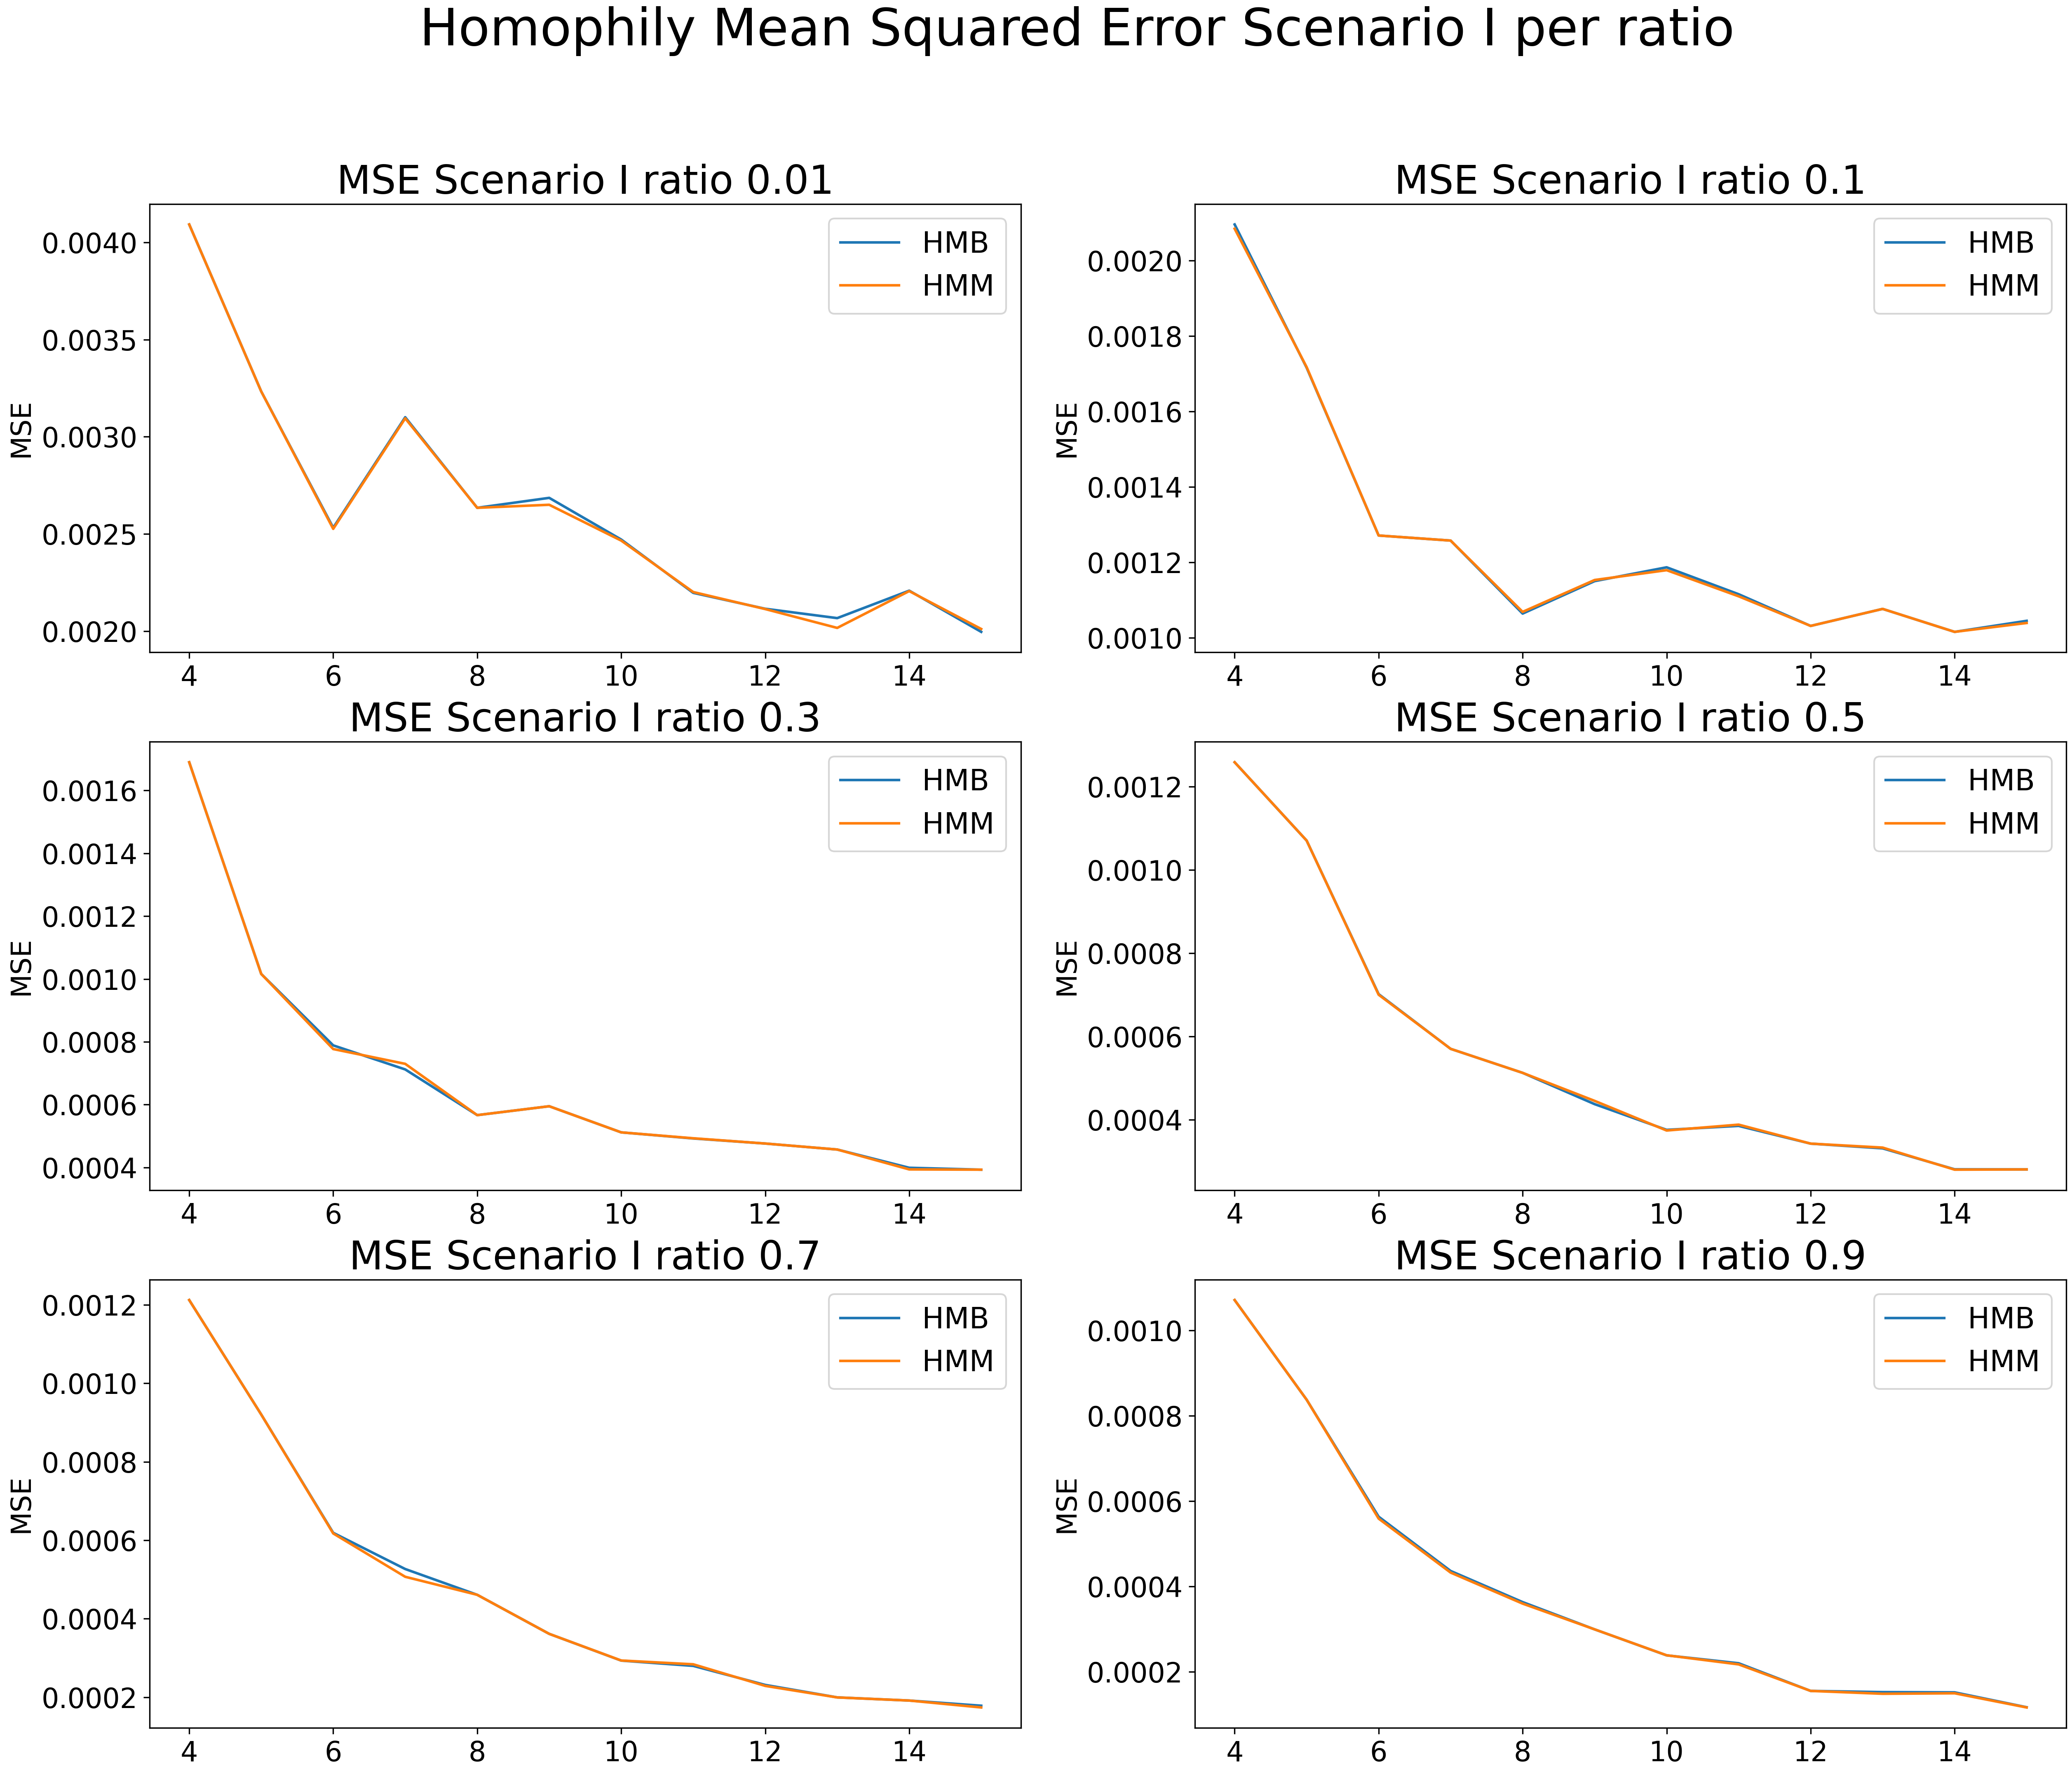 Homophily Mean Squared Error Scenario I per ratio
MSE Scenario I ratio 0.01
MSE
0.0040
0.0035
0.0030
0.0025
0.0020
4 6 8 10 12 14
HMB
HMM
MSE Scenario I ratio 0.1
MSE
0.0020
0.0018
0.0016
0.0014
0.0012
0.0010
4 6 8 10 12 14
HMB
HMM
MSE Scenario I ratio 0.3
MSE
0.0016
0.0014
0.0012
0.0010
0.0008
0.0006
0.0004
4 6 8 10 12 14
HMB
HMM
MSE Scenario I ratio 0.5
MSE
0.0012
0.0010
0.0008
0.0006
0.0004
4 6 8 10 12 14
HMB
HMM
MSE Scenario I ratio 0.7
MSE
0.0012
0.0010
0.0008
0.0006
0.0004
0.0002
4 6 8 10 12 14
HMB
HMM
MSE Scenario I ratio 0.9
MSE
0.0010
0.0008
0.0006
0.0004
0.0002
4 6 8 10 12 14
HMB
HMM